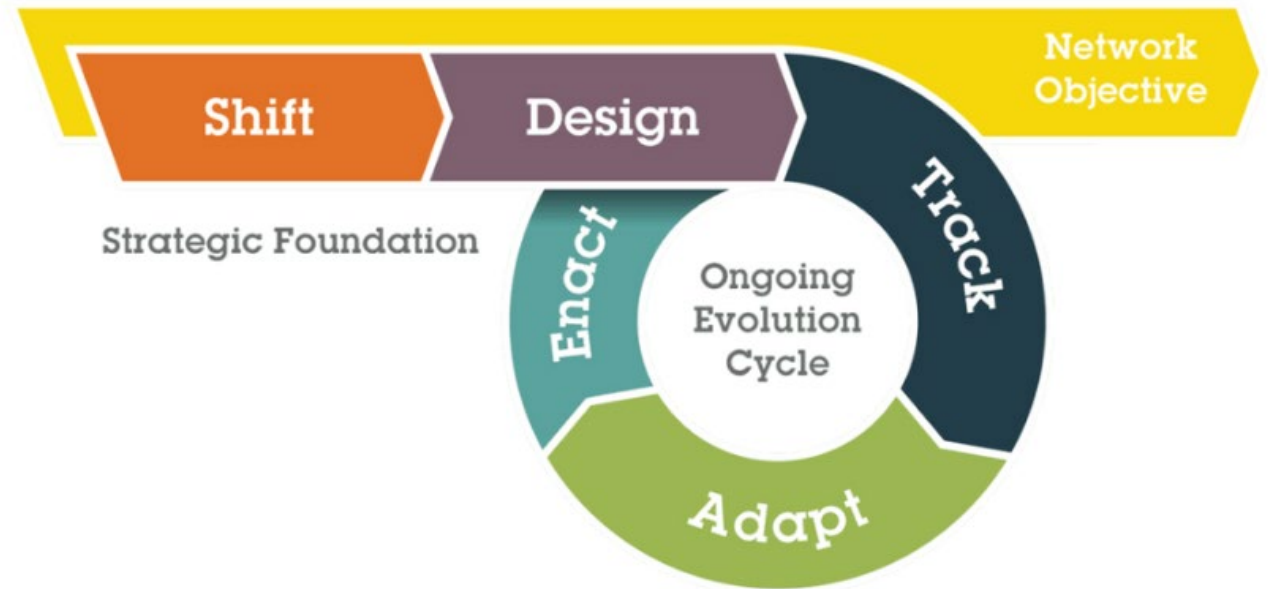 Network
Objective
Shift
Design
Track
Strategic Foundation
Enact
Ongoing
Evolution
Cycle
Adapt